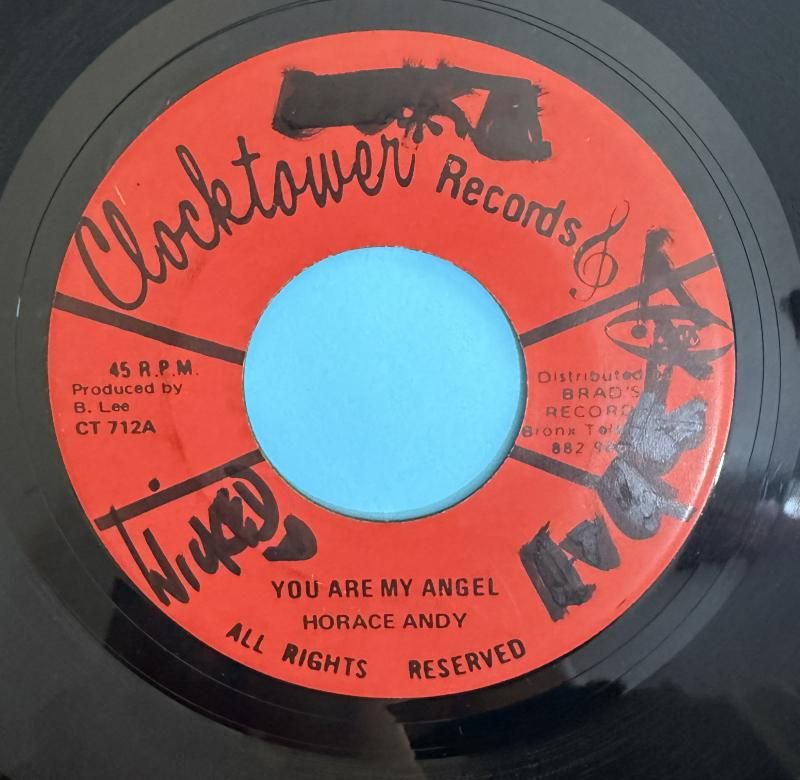 Clocktower Records
45 R.P.M.
Produced by
B. Lee
CT 712A
Distributed
BRAD'S
RECORD
Bronx
882
WICKED
YOU ARE MY ANGEL
HORACE ANDY
ALL RIGHTS RESERVED